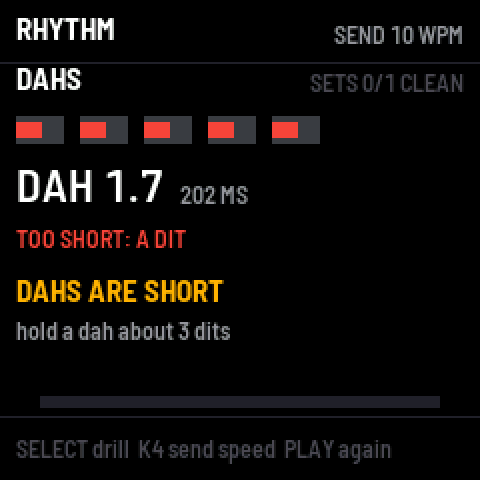 RHYTHM
SEND 10 WPM
DAHS
SETS 0/1 CLEAN
DAH 1.7 202 MS
TOO SHORT: A DIT
DAHS ARE SHORT
hold a dah about 3 dits
SELECT drill K4 send speed PLAY again